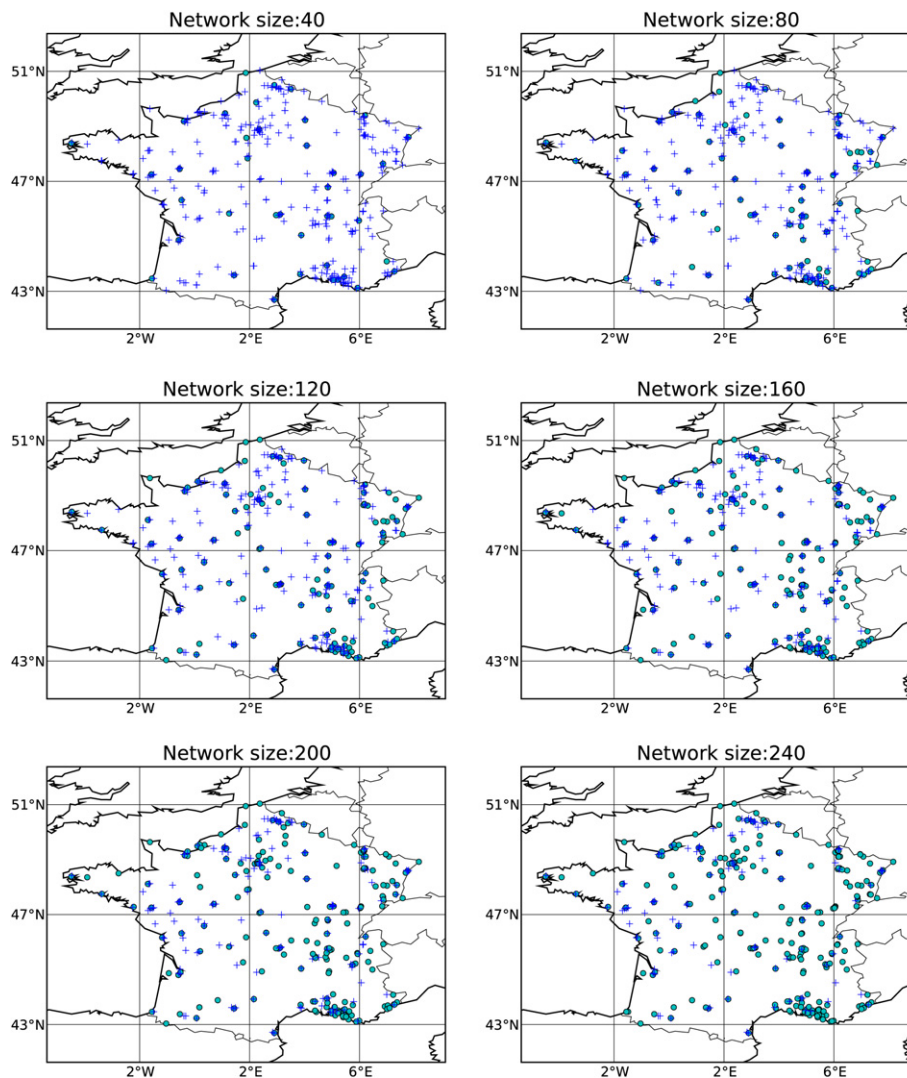 Network size:40
Network size:80
51°N
51°N
47°N
47°N
43°N
43°N
2°W
2°E
6°E
2°W
2°E
6°E
Network size:120
Network size:160
51°N
51°N
47°N
47°N
43°N
43°N
2°W
2°E
6°E
2°W
2°E
6°E
Network size:200
Network size:240
51°N
51°N
47°N
47°N
43°N
43°N
2°W
2°E
6°E
2°W
2°E
6°E